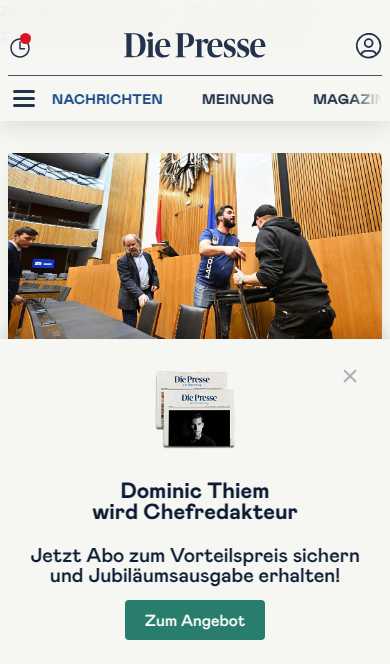 Die Presse
NACHRICHTEN
MEINUNG
MAGAZIN
Die Presse
Die Presse
Dominic Thiem
wird Chefredakteur
Jetzt Abo zum Vorteilspreis sichern
und Jubiläumsausgabe erhalten!
Zum Angebot